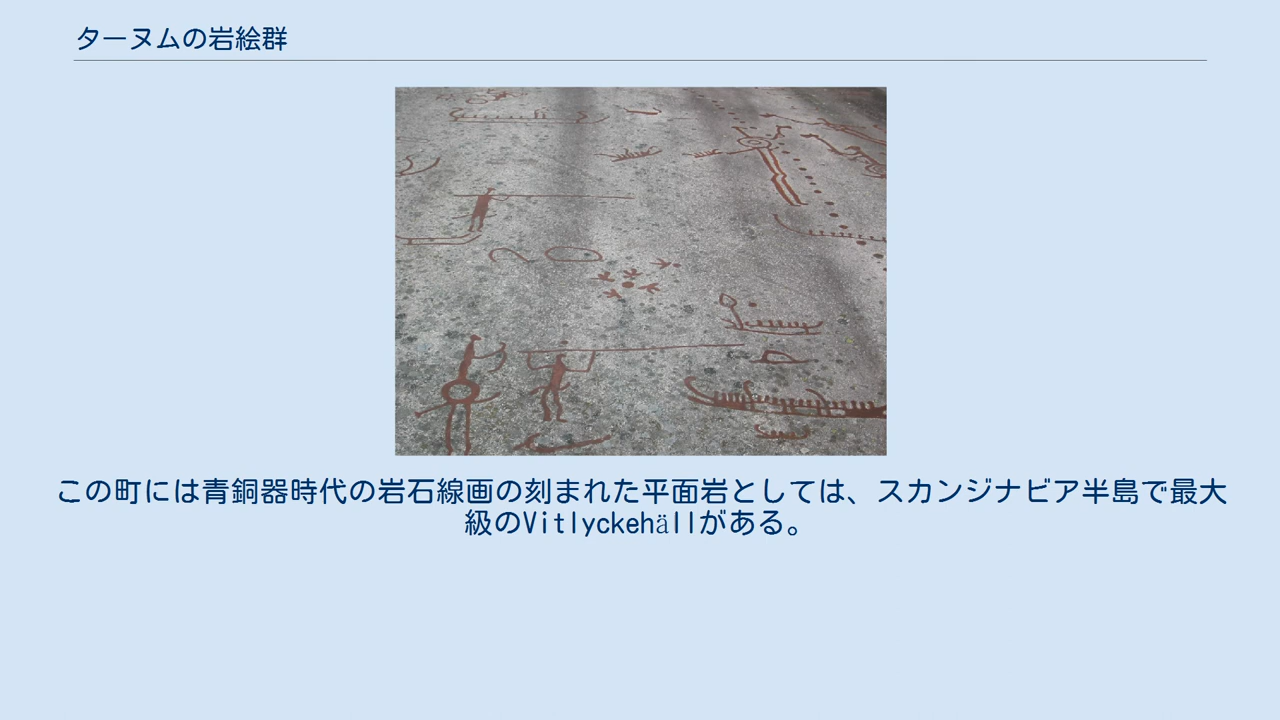 ターヌムの岩絵群
この町には青銅器時代の岩石線画の刻まれた平面岩としては、スカンジナビア半島で最大
級のVitlyckehällがある。